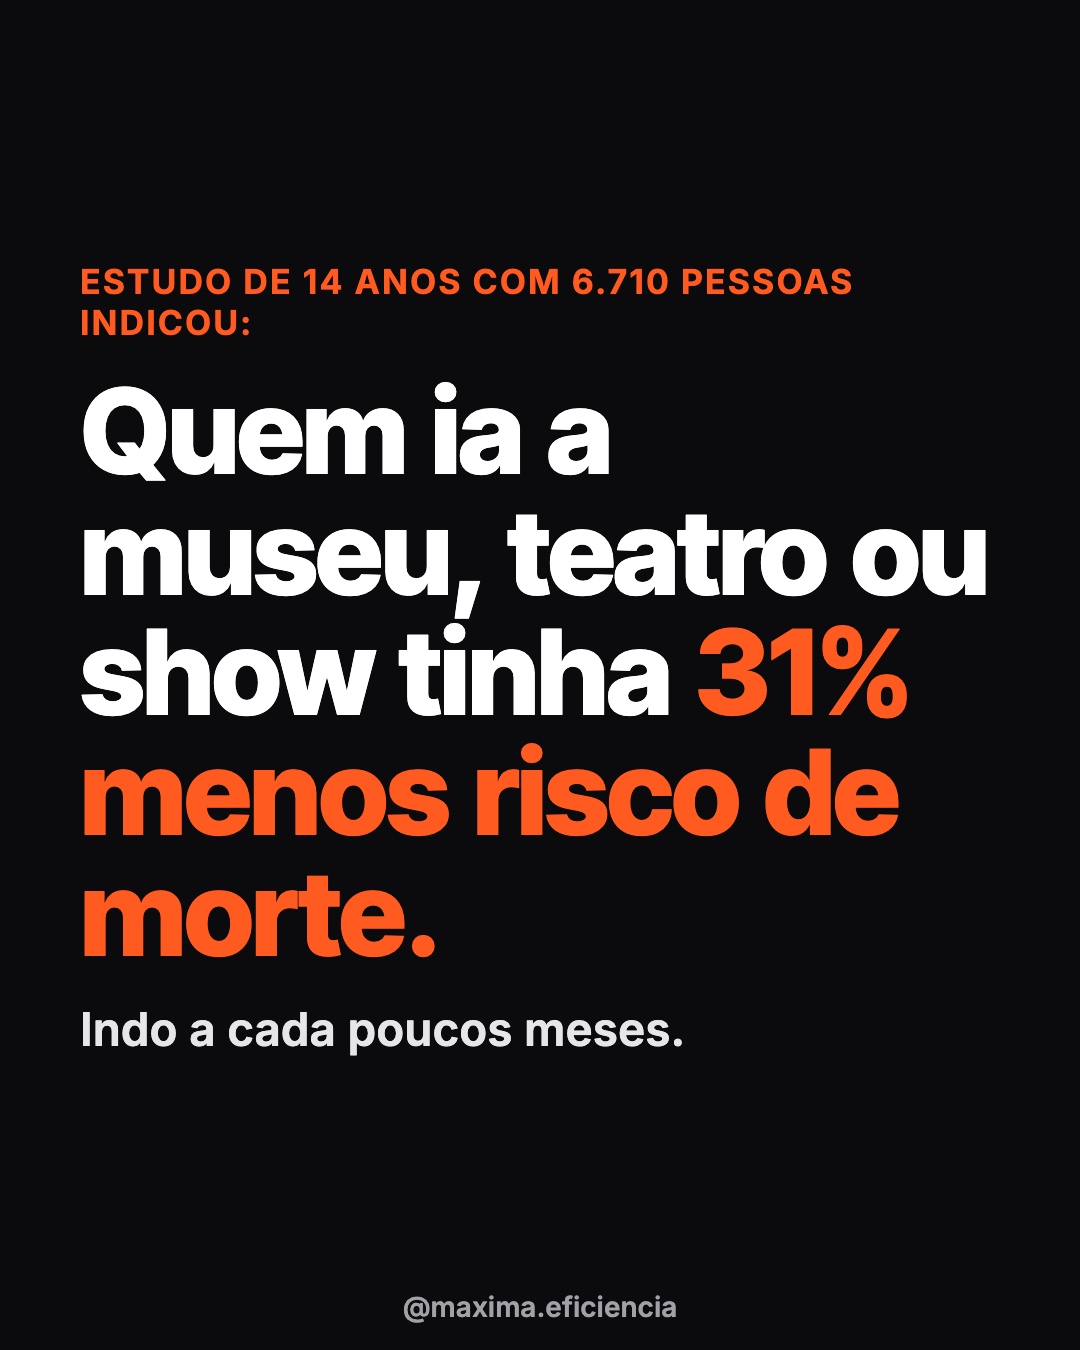 ESTUDO DE 14 ANOS COM 6.710 PESSOAS
INDICOU:
Quem ia a
museu, teatro ou
show tinha 31%
menos risco de
morte.
Indo a cada poucos meses.
@maxima.eficiencia